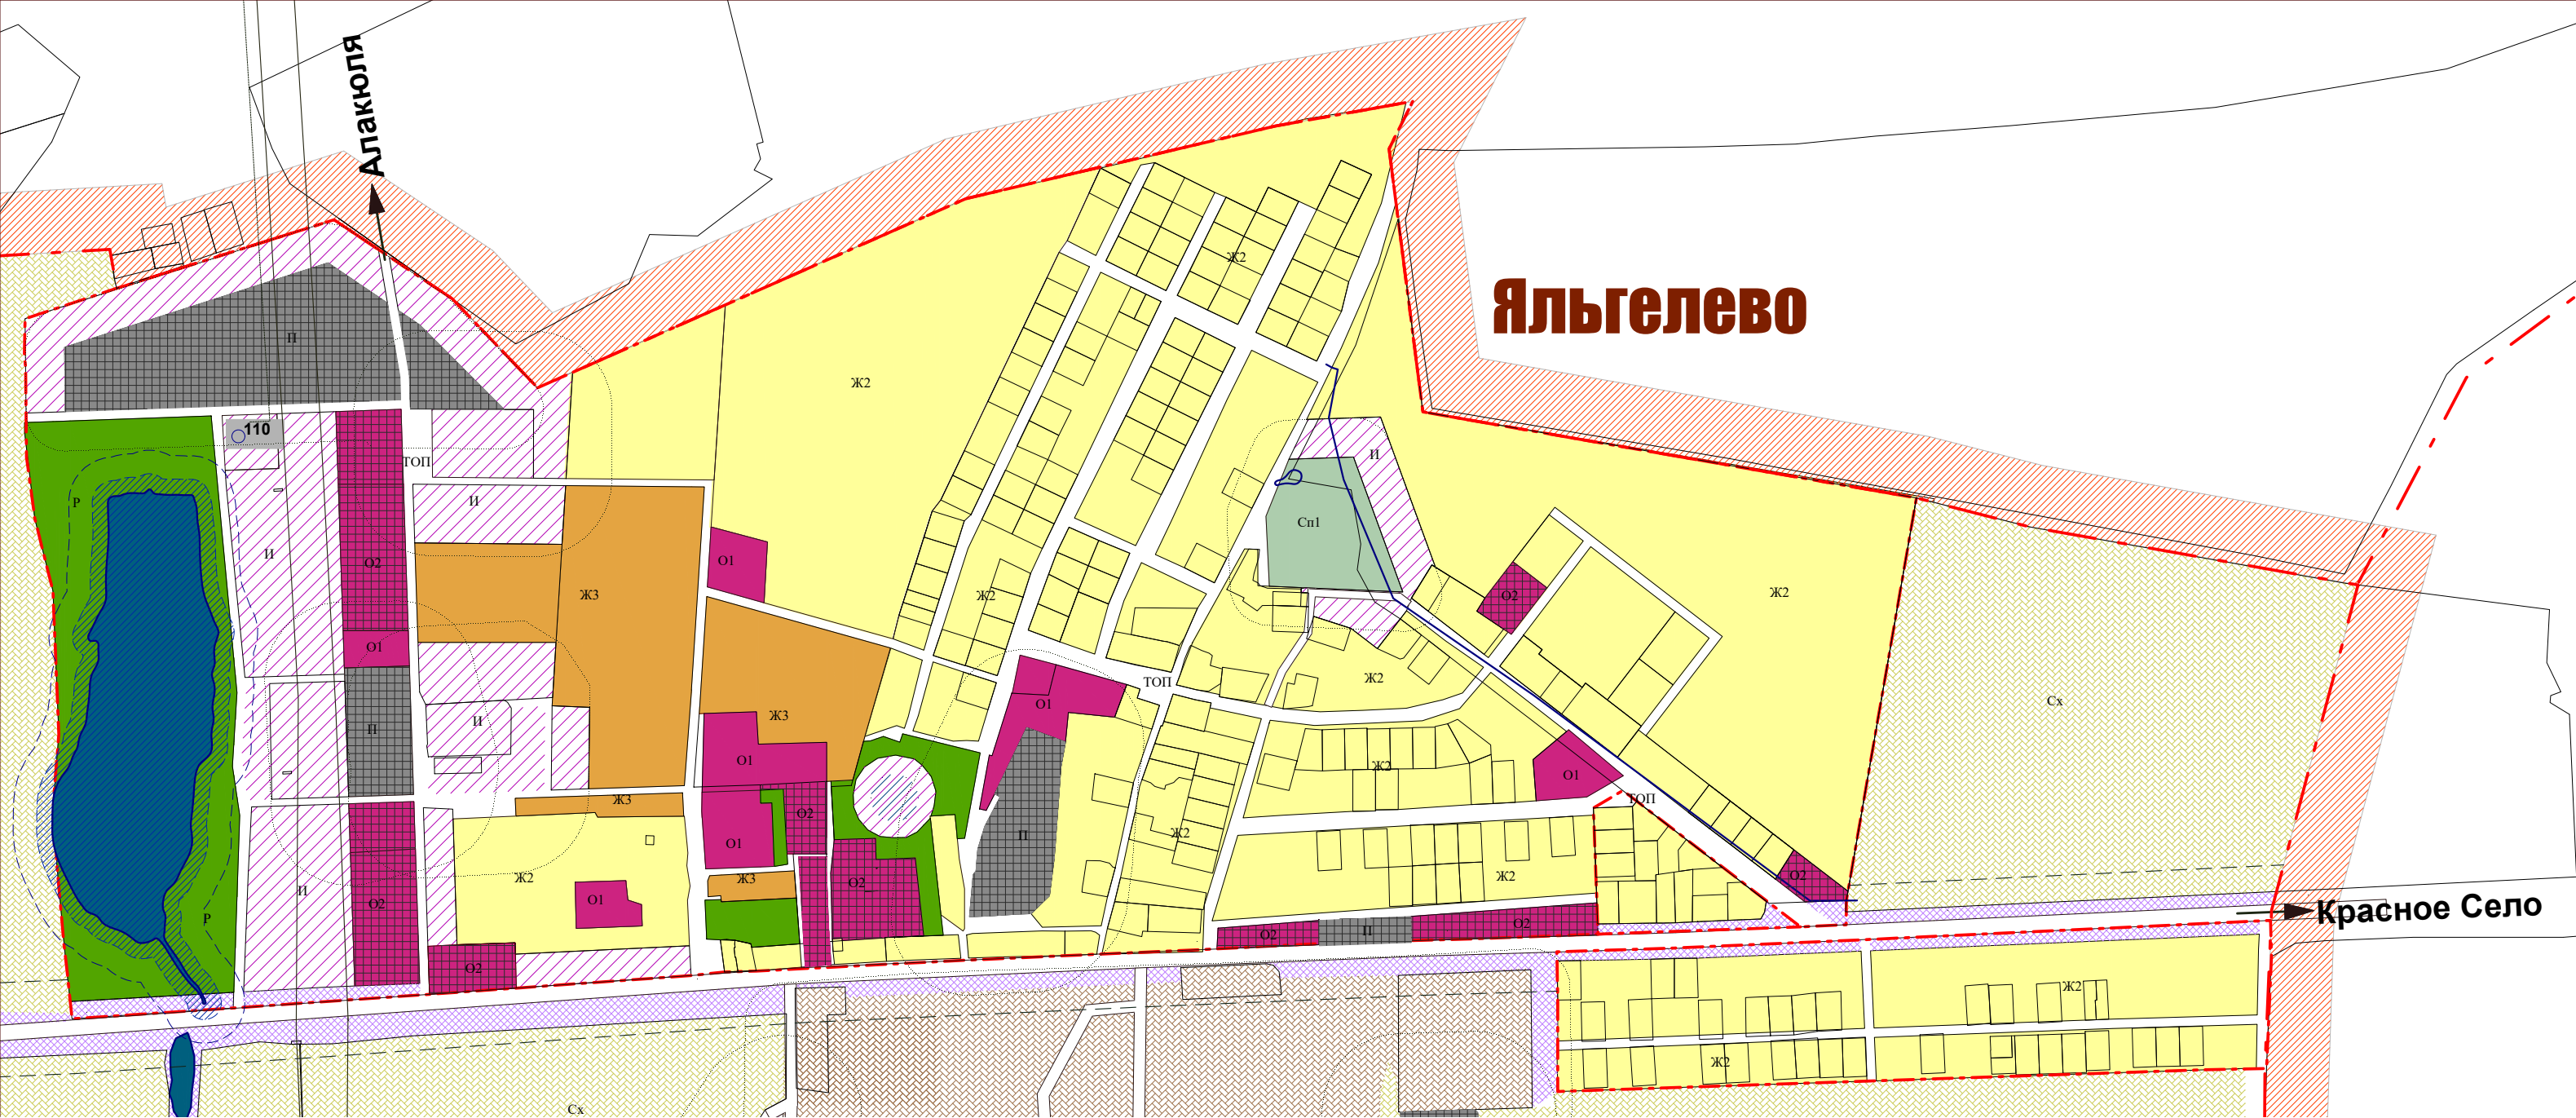 Алакюля
Ж2
Яльгелево
П
Ж2
110
ТОП
И
И
Р
Сп1
И
О2
О1
Ж3
Ж2
О2
Ж2
О1
Ж2
ТОП
О1
Сх
Ж3
И
П
О1
Ж2
О1
ТОП
Ж3
О2
П
Ж2
О1
Ж2
О1
Ж3
О2
Ж2
О2
И
О2
Р
О2
П
О2
Красное Село
О2
Ж2
Ж2
Сх